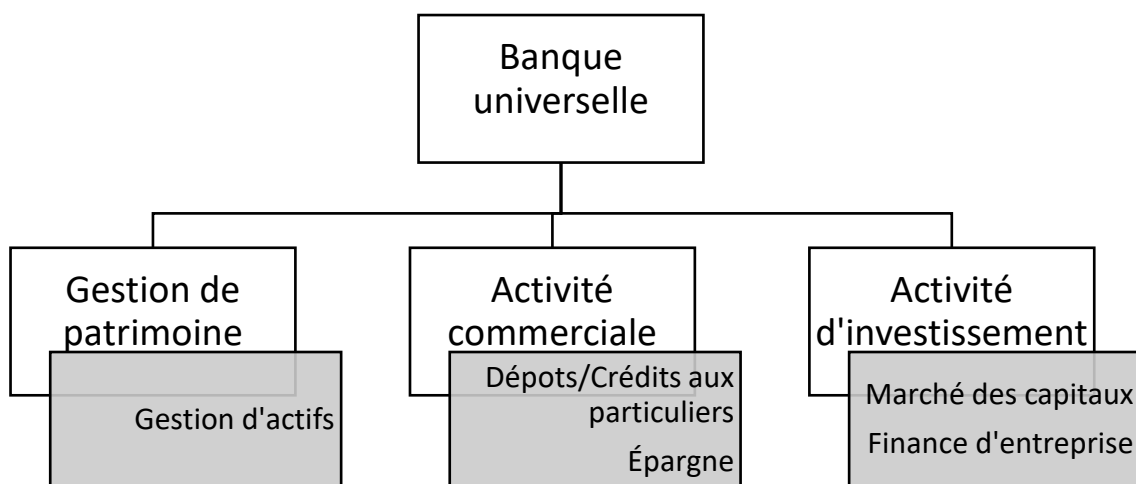 Banque
universelle
Gestion de
patrimoine
Gestion d'actifs
Activité
commerciale
Dépots/Crédits aux
particuliers
Épargne
Activité
d'investissement
Marché des capitaux
Finance d'entreprise